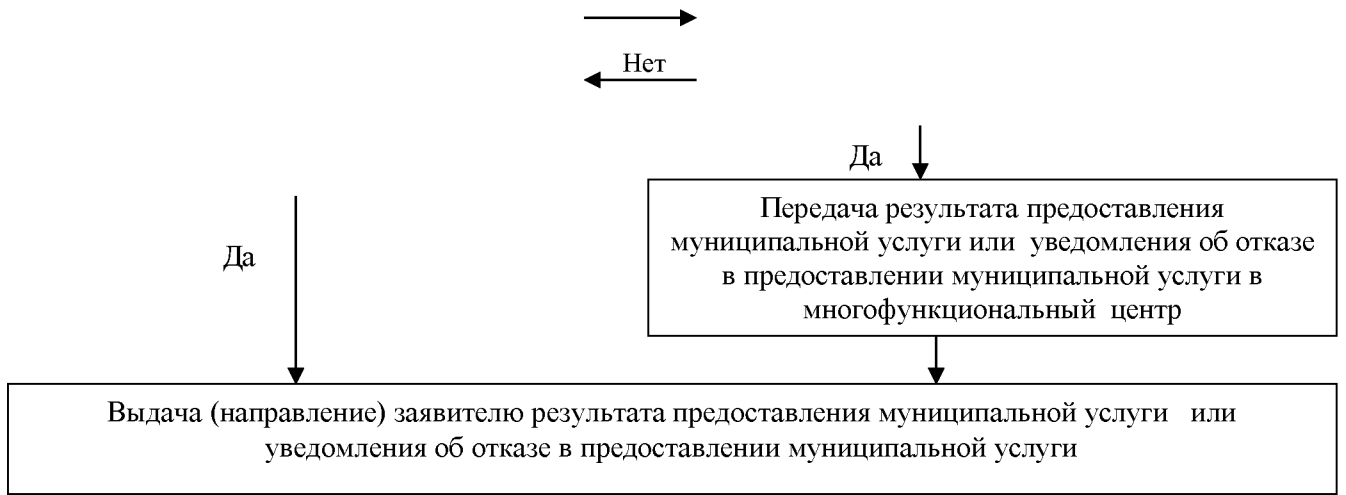 Нет
Да
Передача результата предоставления
муниципальной услуги или уведомления об отказе
в предоставлении муниципальной услуги в
многофункциональный центр
Да
Выдача (направление) заявителю результата предоставления муниципальной услуги или
уведомления об отказе в предоставлении муниципальной услуги